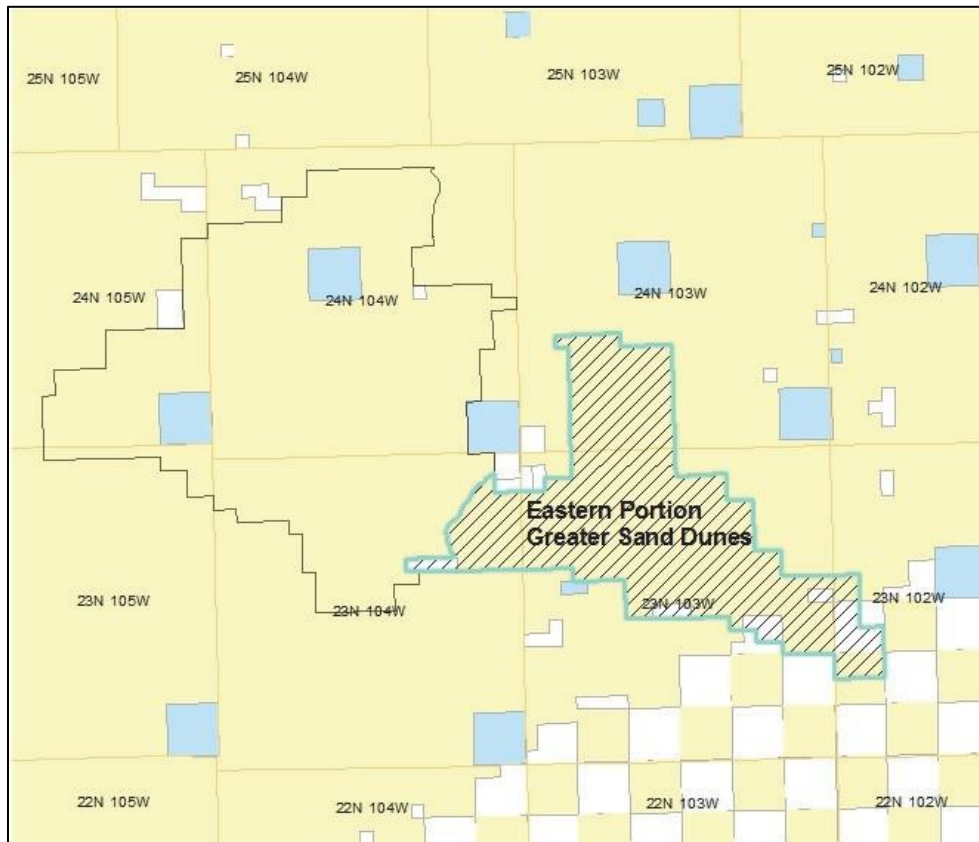 25N 105W
25N 104W
25N 103W
25N 102W
24N 105W
24N 104W
24N 103W
24N 102W
Eastern Portion
Greater Sand Dunes
23N 105W
23N 104W
23N 103W
23N 102W
22N 105W
22N 104W
22N 103W
22N 102W